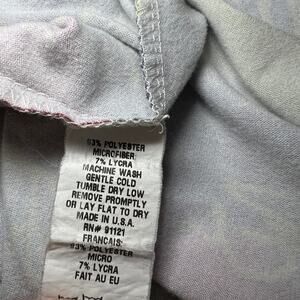 93% POLYESTER
MICROFIBER
7% LYCRA
MACHINE WASH
GENTLE COLD
TUMBLE DRY LOW
REMOVE PROMPTLY
OR LAY FLAT TO DRY
MADE IN U.S.A.
RN# 91121
FRANCAIS:
93% POLYESTER
MICRO
7% LYCRA
FAIT AU EU